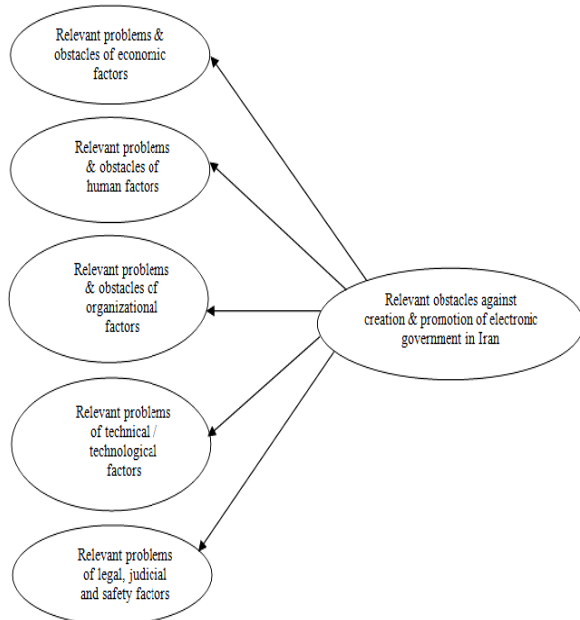 Relevant problems &
obstacles of economic
factors
Relevant problems
& obstacles of
human factors
Relevant problems
& obstacles of
organizational
factors
Relevant obstacles against
creation & promotion of electronic
government in Iran
Relevant problems
of technical /
technological
factors
Relevant problems
of legal, judicial
and safety factors